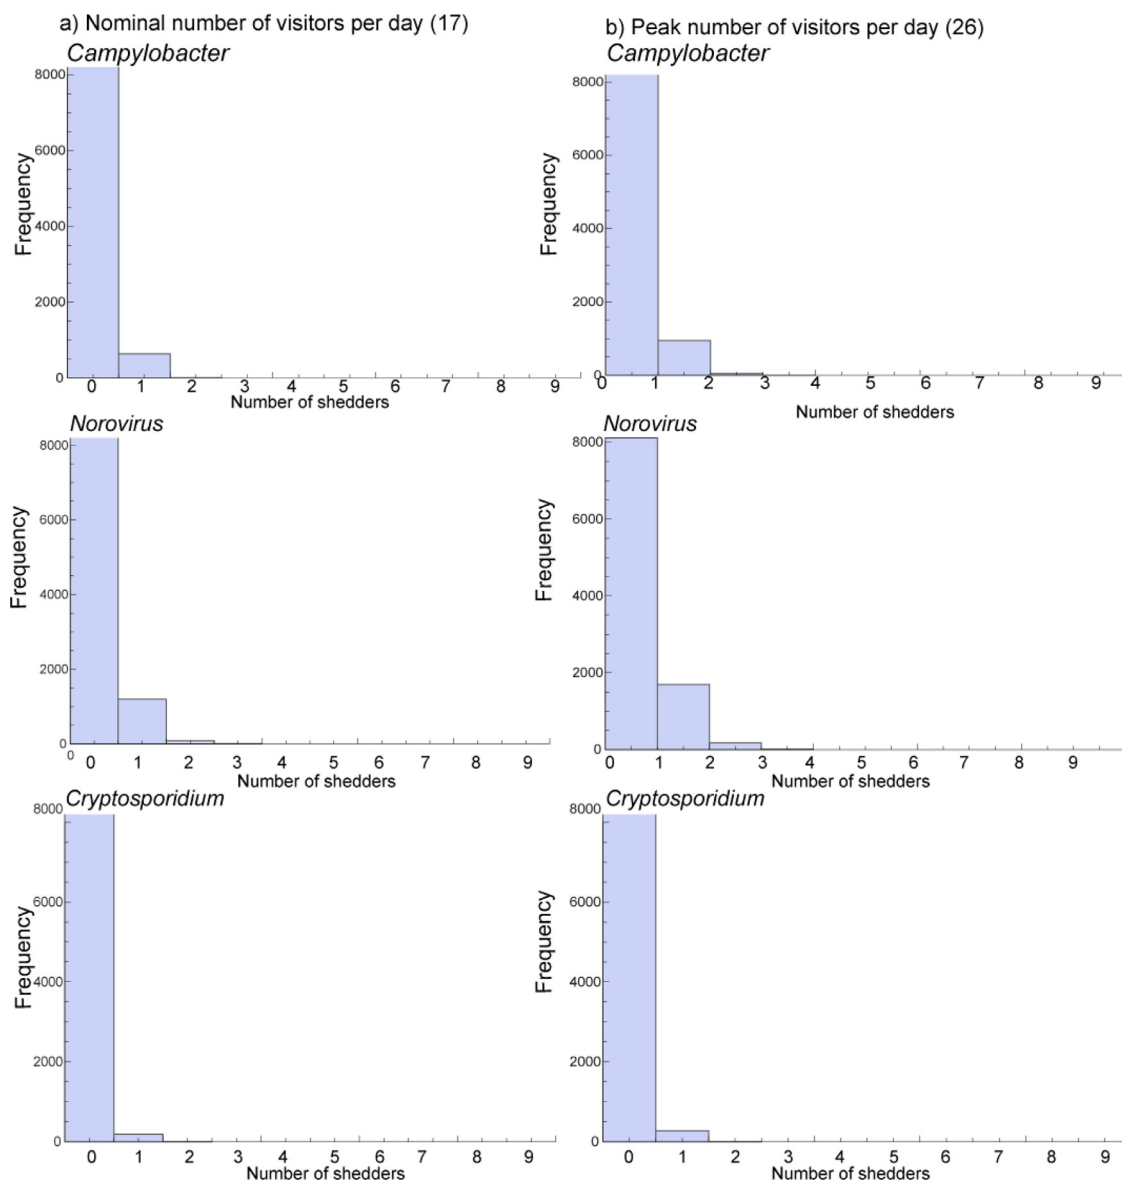 a) Nominal number of visitors per day (17)
Campylobacter
8000
6000
4000
2000
0
Frequency
0 1 2 3 4 5 6 7 8 9
Number of shedders
b) Peak number of visitors per day (26)
Campylobacter
8000
6000
4000
2000
0
Frequency
0 1 2 3 4 5 6 7 8 9
Number of shedders
Norovirus
8000
6000
4000
2000
0
Frequency
0
0 1 2 3 4 5 6 7 8 9
Number of shedders
Norovirus
8000
6000
4000
2000
0
Frequency
0 1 2 3 4 5 6 7 8 9
Number of shedders
Cryptosporidium
8000
6000
4000
2000
0
Frequency
0 1 2 3 4 5 6 7 8 9
Number of shedders
Cryptosporidium
8000
6000
4000
2000
0
Frequency
0 1 2 3 4 5 6 7 8 9
Number of shedders